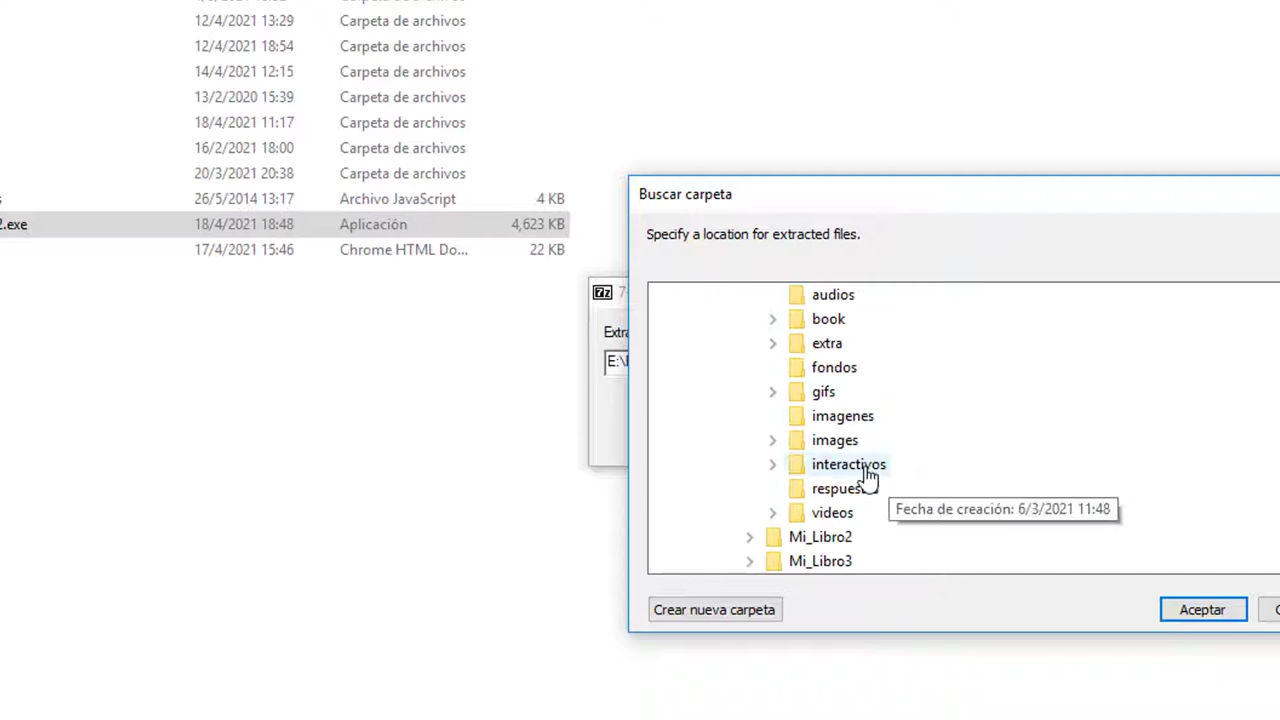 12/4/2021 13:29 Carpeta de archivos
12/4/2021 18:54 Carpeta de archivos
14/4/2021 12:15 Carpeta de archivos
13/2/2020 15:39 Carpeta de archivos
18/4/2021 11:17 Carpeta de archivos
16/2/2021 18:00 Carpeta de archivos
20/3/2021 20:38 Carpeta de archivos
s 26/5/2014 13:17 Archivo JavaScript 4 KB
2.exe 18/4/2021 18:48 Aplicación 4,623 KB
17/4/2021 15:46 Chrome HTML Do... 22 KB
7z 7-
Extra
E:\
Buscar carpeta
Specify a location for extracted files.
audios
book
extra
fondos
gifs
imagenes
images
interactivos
respues
videos
Mi_Libro2
Mi_Libro3
Fecha de creación: 6/3/2021 11:48
Crear nueva carpeta
Aceptar